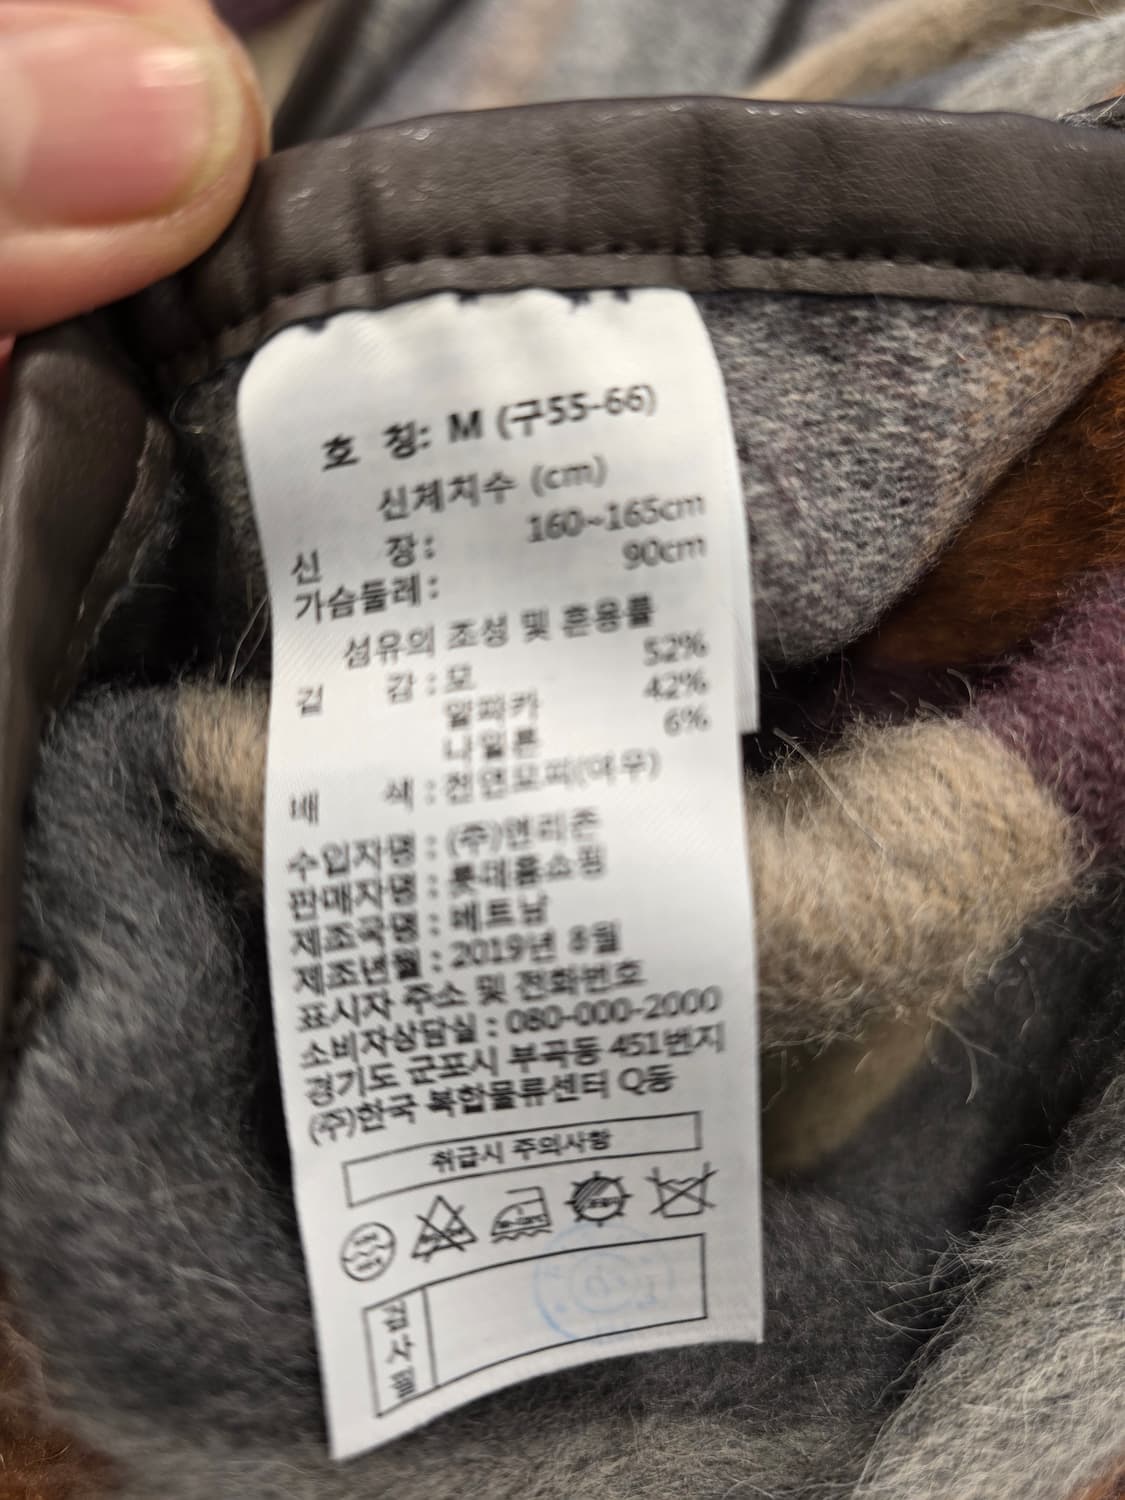 호 칭: M (구55-66)
신체치수 (cm)
신 장: 160~165cm
가슴둘레: 90cm
섬유의 조성 및 혼용률
겉 감 : 모 52%
알파카 42%
나일론 6%
배 색 : 천연모피(여우)
수입자명 : (주)앤리존
판매자명 : 롯데홈쇼핑
제조국명 : 베트남
제조년월 : 2019년 8월
표시자 주소 및 전화번호
소비자상담실 : 080-000-2000
경기도 군포시 부곡동 451번지
(주)한국 복합물류센터 Q동
취급시 주의사항
검사필